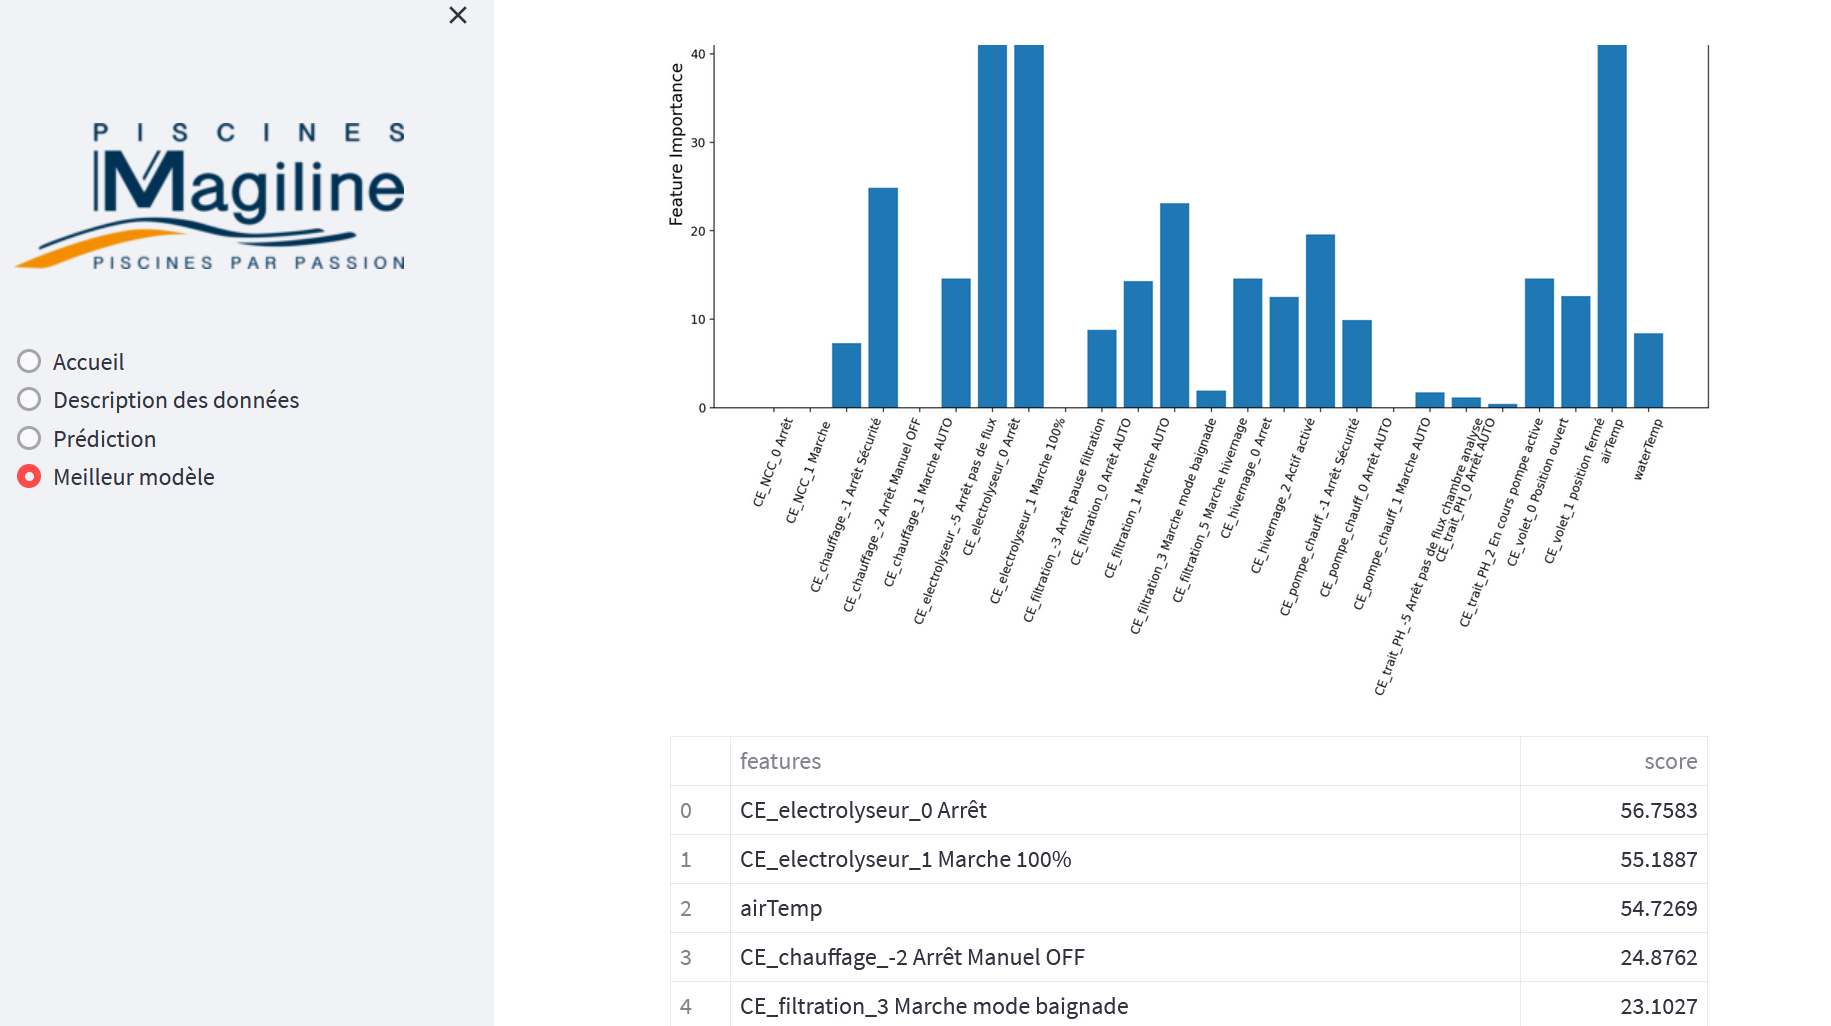 PISCINES
Magiline
PISCINES PAR PASSION
Accueil
Description des données
Prédiction
Meilleur modèle
Feature Importance
40
30
20
10
0
CE_NCC_0 Arrêt
CE_NCC_1 Marche
CE_chauffage_-1 Arrêt Sécurité
CE_chauffage_-2 Arrêt Manuel OFF
CE_chauffage_1 Marche AUTO
CE_electrolyseur_-5 Arrêt pas de flux
CE_electrolyseur_0 Arrêt
CE_electrolyseur_1 Marche 100%
CE_filtration_-3 Arrêt pause filtration
CE_filtration_0 Arrêt AUTO
CE_filtration_1 Marche AUTO
CE_filtration_3 Marche mode baignade
CE_filtration_5 Marche hivernage
CE_hivernage_0 Arret
CE_hivernage_2 Actif activé
CE_pompe_chauff_-1 Arrêt Sécurité
CE_pompe_chauff_0 Arrêt AUTO
CE_pompe_chauff_1 Marche AUTO
CE_trait_PH_-5 Arrêt pas de flux chambre analyse
CE_trait_PH_0 Arrêt AUTO
CE_trait_PH_2 En cours pompe active
CE_volet_0 Position ouvert
CE_volet_1 position fermé
airTemp
waterTemp
features score
0 CE_electrolyseur_0 Arrêt 56.7583
1 CE_electrolyseur_1 Marche 100% 55.1887
2 airTemp 54.7269
3 CE_chauffage_-2 Arrêt Manuel OFF 24.8762
4 CE_filtration_3 Marche mode baignade 23.1027